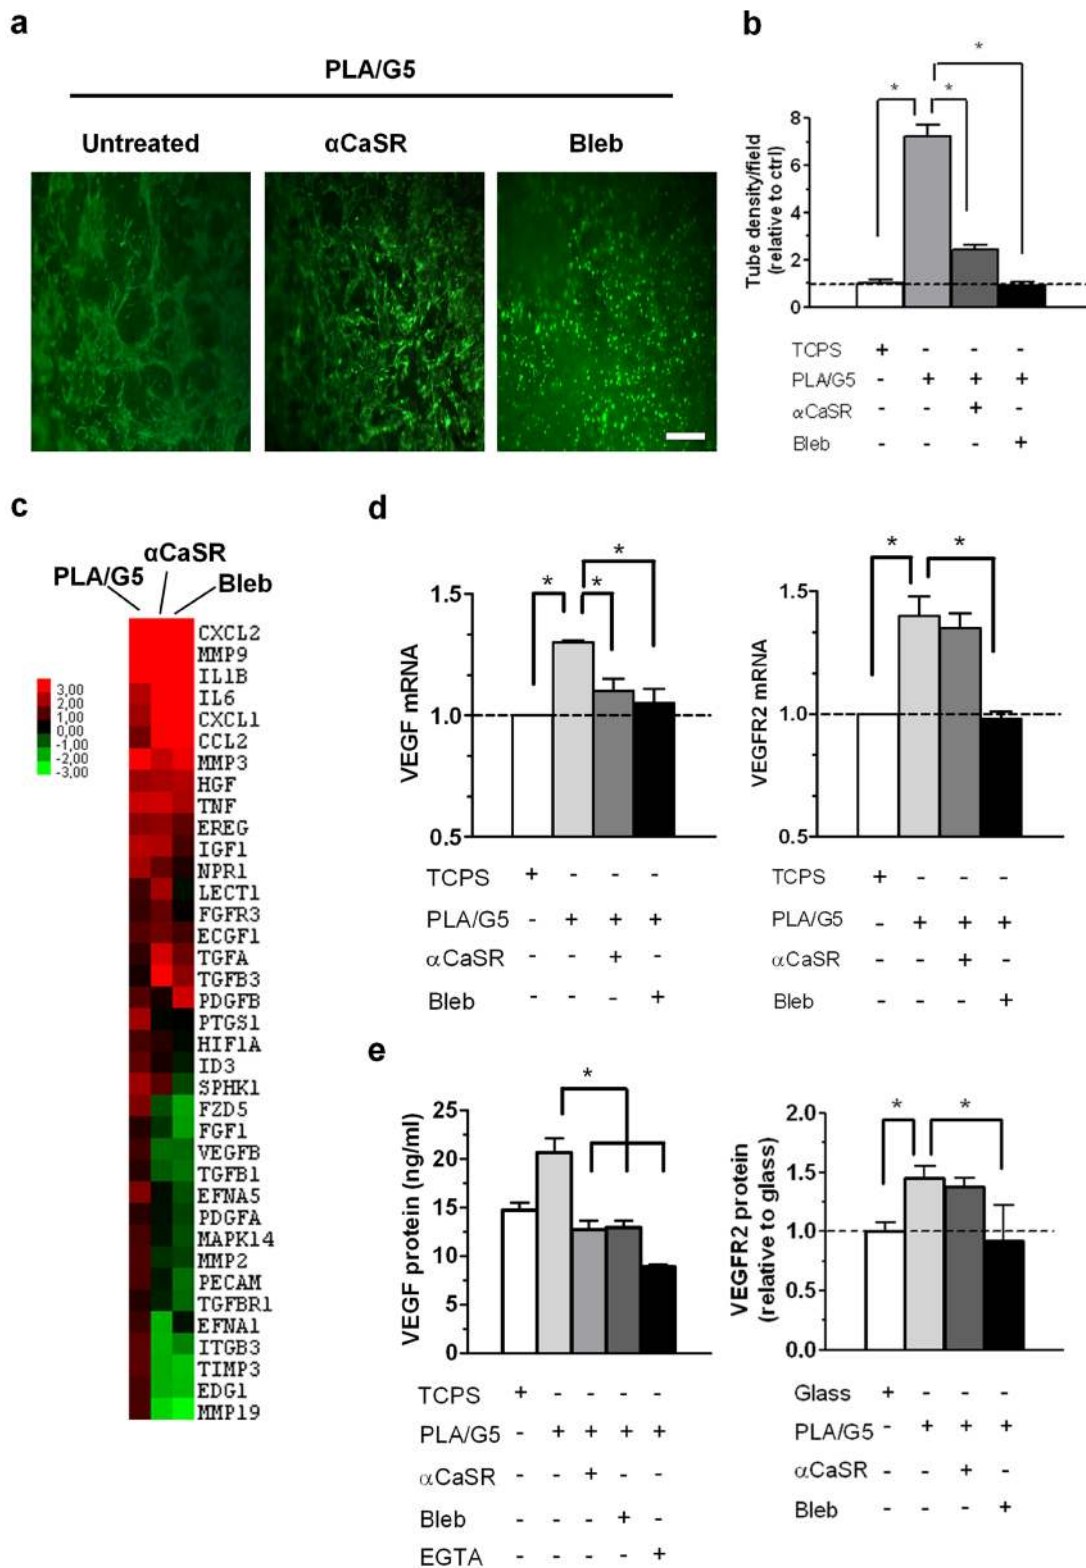 a
PLA/G5
Untreated αCaSR Bleb
b
* * *
Tube density/field
(relative to ctrl)
8
6
4
2
0
TCPS + - - -
PLA/G5 - + + +
αCaSR - - + -
Bleb - - - +
c
αCaSR
PLA/G5 Bleb
3,00
2,00
1,00
0,00
-1,00
-2,00
-3,00
CXCL2
MMP9
IL1B
IL6
CXCL1
CCL2
MMP3
HGF
TNF
EREG
IGF1
NPR1
LECT1
FGFR3
ECGF1
TGFA
TGFB3
PDGFB
PTGS1
HIF1A
ID3
SPHK1
FZD5
FGF1
VEGFB
TGFB1
EFNA5
PDGFA
MAPK14
MMP2
PECAM
TGFBR1
EFNA1
ITGB3
TIMP3
EDG1
MMP19
d
* * *
VEGF mRNA
1.5
1.0
0.5
TCPS + - - -
PLA/G5 - + + +
αCaSR - - + -
Bleb - - - +
* *
VEGFR2 mRNA
1.5
1.0
0.5
TCPS + - - -
PLA/G5 - + + +
αCaSR - - + -
Bleb - - - +
e
*
VEGF protein (ng/ml)
25
20
15
10
5
0
TCPS + - - - -
PLA/G5 - + + + +
αCaSR - - + - -
Bleb - - - + -
EGTA - - - - +
* *
VEGFR2 protein
(relative to glass)
2.0
1.5
1.0
0.5
0.0
Glass + - - -
PLA/G5 - + + +
αCaSR - - + -
Bleb - - - +